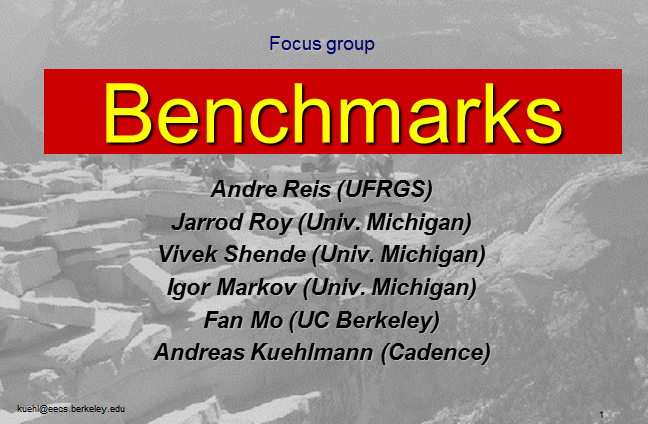 Focus group
Benchmarks
Andre Reis (UFRGS)
Jarrod Roy (Univ. Michigan)
Vivek Shende (Univ. Michigan)
Igor Markov (Univ. Michigan)
Fan Mo (UC Berkeley)
Andreas Kuehlmann (Cadence)
kuehl@eecs.berkeley.edu
1